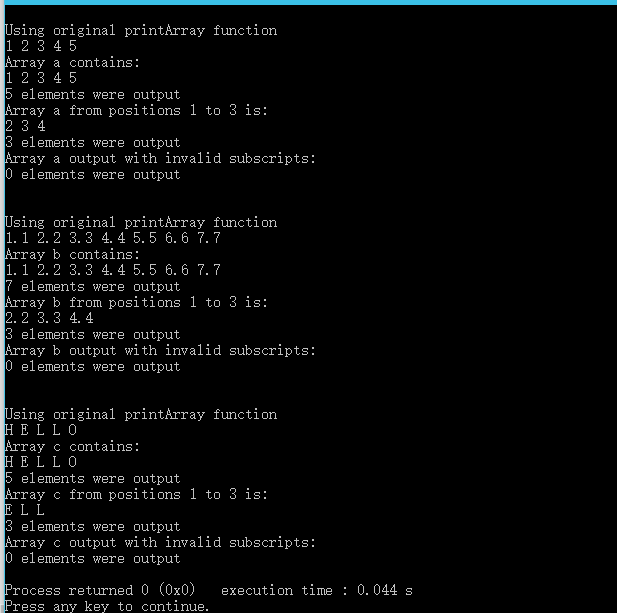 Using original printArray function
1 2 3 4 5
Array a contains:
1 2 3 4 5
5 elements were output
Array a from positions 1 to 3 is:
2 3 4
3 elements were output
Array a output with invalid subscripts:
0 elements were output
Using original printArray function
1.1 2.2 3.3 4.4 5.5 6.6 7.7
Array b contains:
1.1 2.2 3.3 4.4 5.5 6.6 7.7
7 elements were output
Array b from positions 1 to 3 is:
2.2 3.3 4.4
3 elements were output
Array b output with invalid subscripts:
0 elements were output
Using original printArray function
H E L L O
Array c contains:
H E L L O
5 elements were output
Array c from positions 1 to 3 is:
E L L
3 elements were output
Array c output with invalid subscripts:
0 elements were output
Process returned 0 (0x0)   execution time : 0.044 s
Press any key to continue.